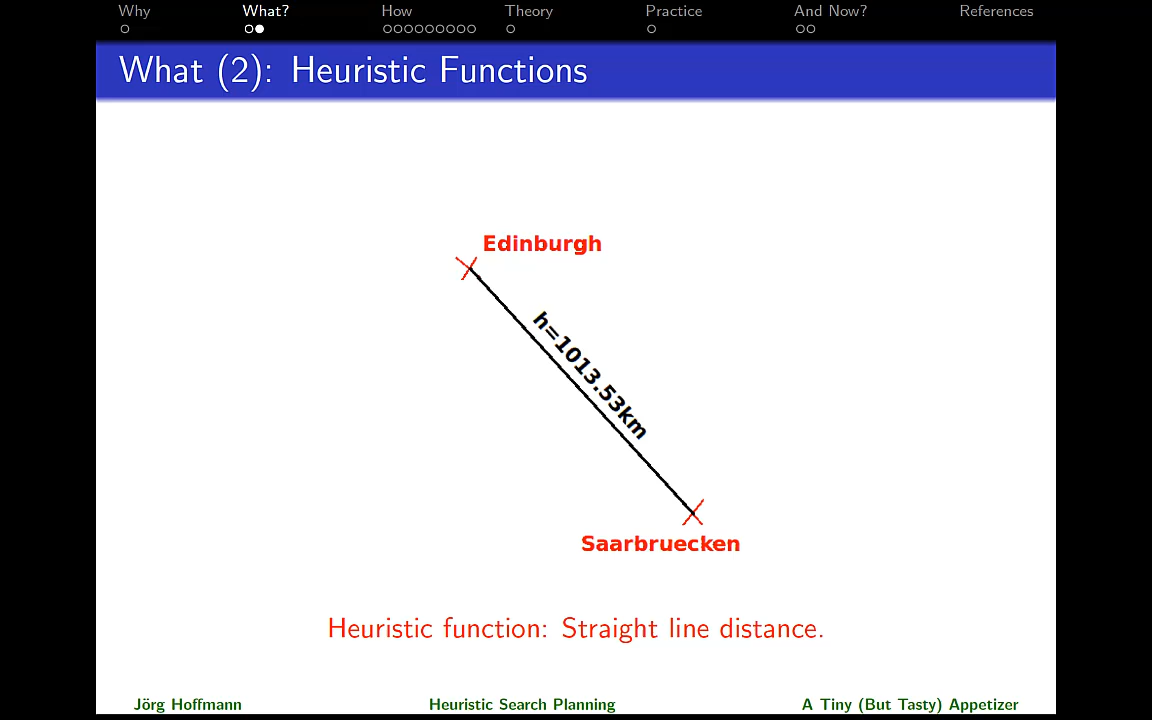 Why What? How Theory Practice And Now? References
What (2): Heuristic Functions
Edinburgh
h=1013.53km
Saarbruecken
Heuristic function: Straight line distance.
Jörg Hoffmann Heuristic Search Planning A Tiny (But Tasty) Appetizer